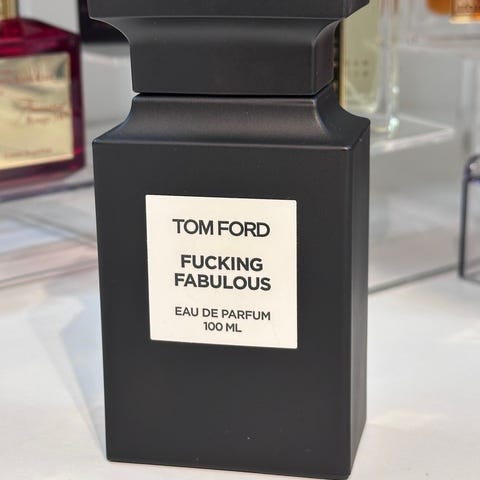 TOM FORD
FUCKING
FABULOUS
EAU DE PARFUM
100 ML